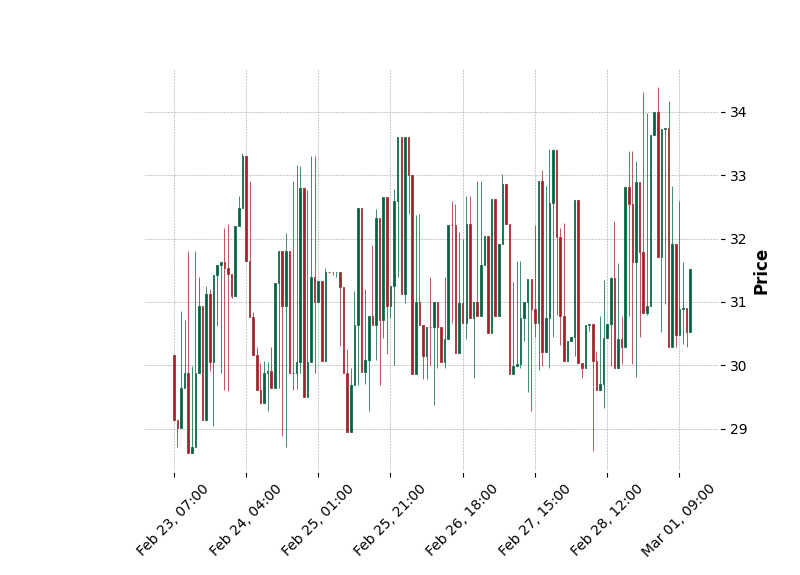 34
33
32
31
30
29
Price
Feb 23, 07:00
Feb 24, 04:00
Feb 25, 01:00
Feb 25, 21:00
Feb 26, 18:00
Feb 27, 15:00
Feb 28, 12:00
Mar 01, 09:00